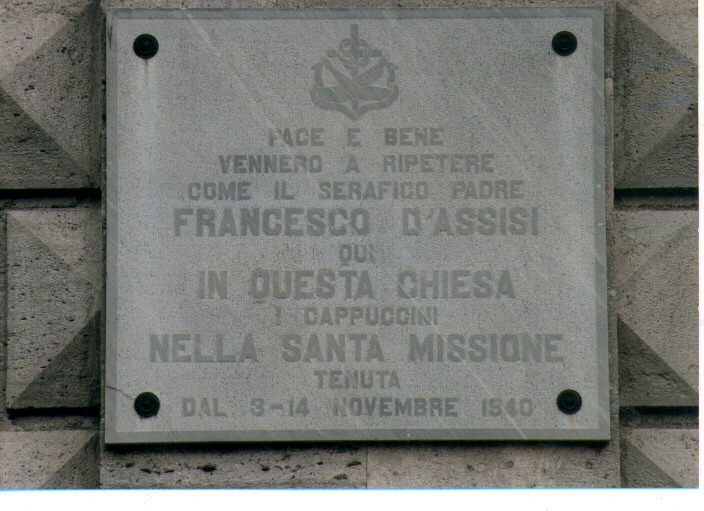 PACE E BENE
VENNERO A RIPETERE
COME IL SERAFICO PADRE
FRANCESCO D'ASSISI
QUI
IN QUESTA CHIESA
I CAPPUCCINI
NELLA SANTA MISSIONE
TENUTA
DAL 3-14 NOVEMBRE 1940